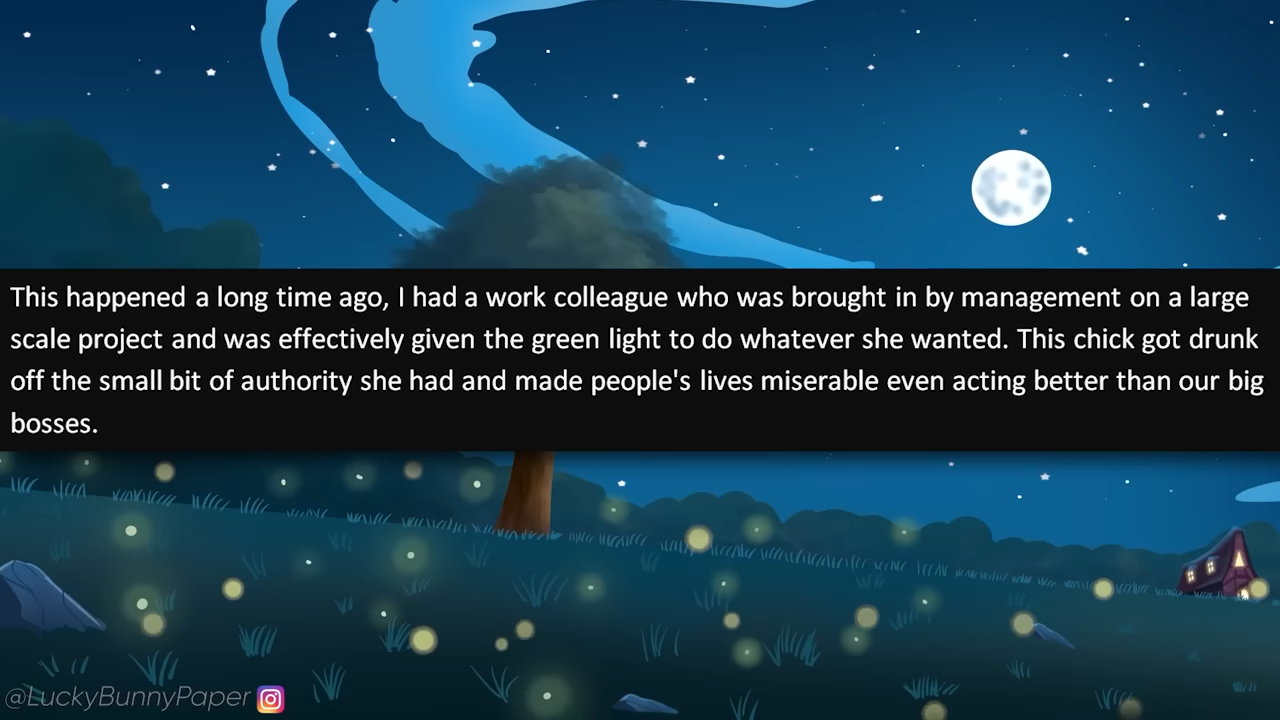 This happened a long time ago, I had a work colleague who was brought in by management on a large
scale project and was effectively given the green light to do whatever she wanted. This chick got drunk
off the small bit of authority she had and made people's lives miserable even acting better than our big
bosses.
@LuckyBunnyPaper